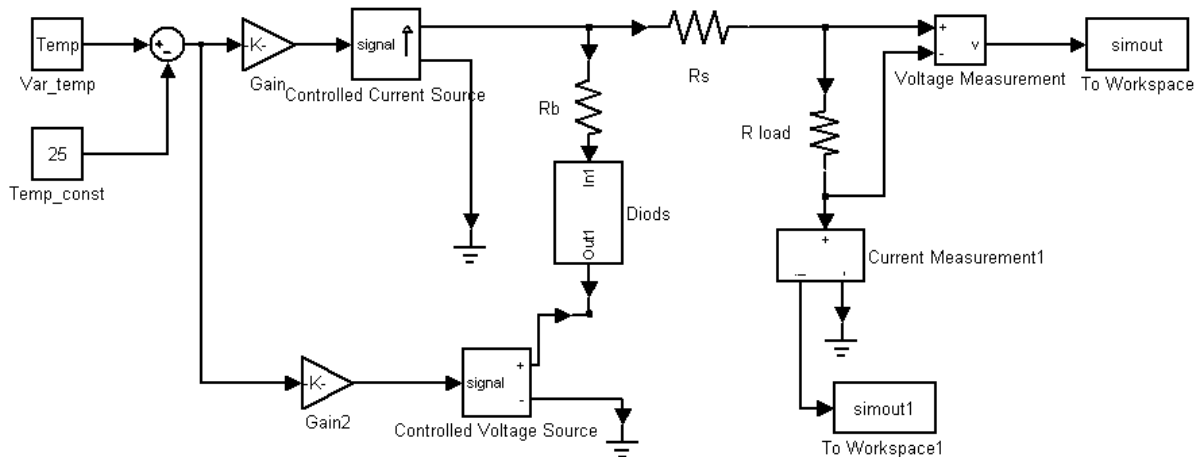 Temp
Var_temp
+
-
-K-
Gain
signal
Controlled Current Source
Rs
+
-
v
Voltage Measurement
simout
To Workspace
25
Temp_const
Rb
In1
Out1
Diods
R load
+
i
-
Current Measurement1
-K-
Gain2
signal
+
-
Controlled Voltage Source
simout1
To Workspace1